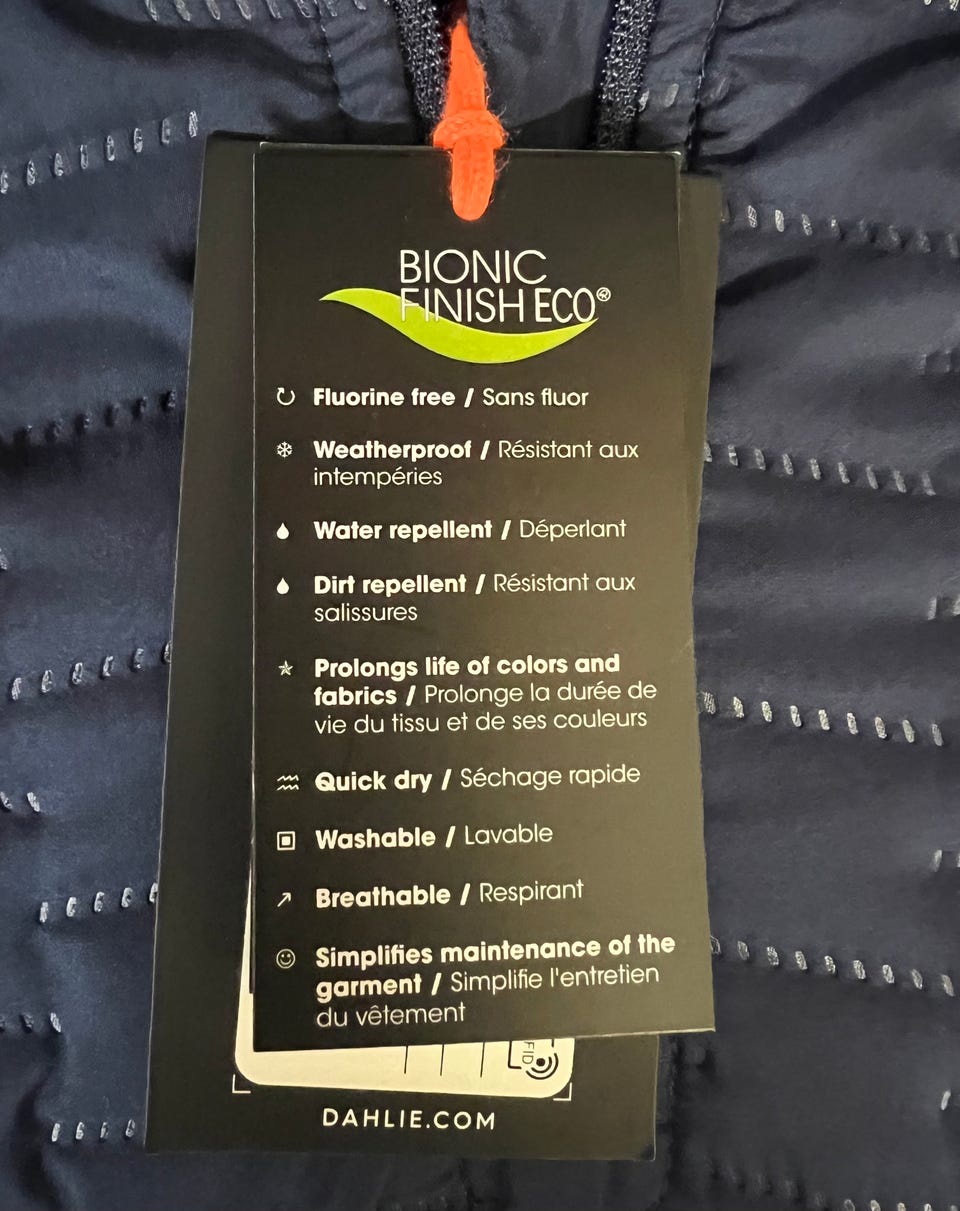 BIONIC
FINISH ECO®
Fluorine free / Sans fluor
Weatherproof / Résistant aux
intempéries
Water repellent / Déperlant
Dirt repellent / Résistant aux
salissures
Prolongs life of colors and
fabrics / Prolonge la durée de
vie du tissu et de ses couleurs
Quick dry / Séchage rapide
Washable / Lavable
Breathable / Respirant
Simplifies maintenance of the
garment / Simplifie l'entretien
du vêtement
DAHLIE.COM